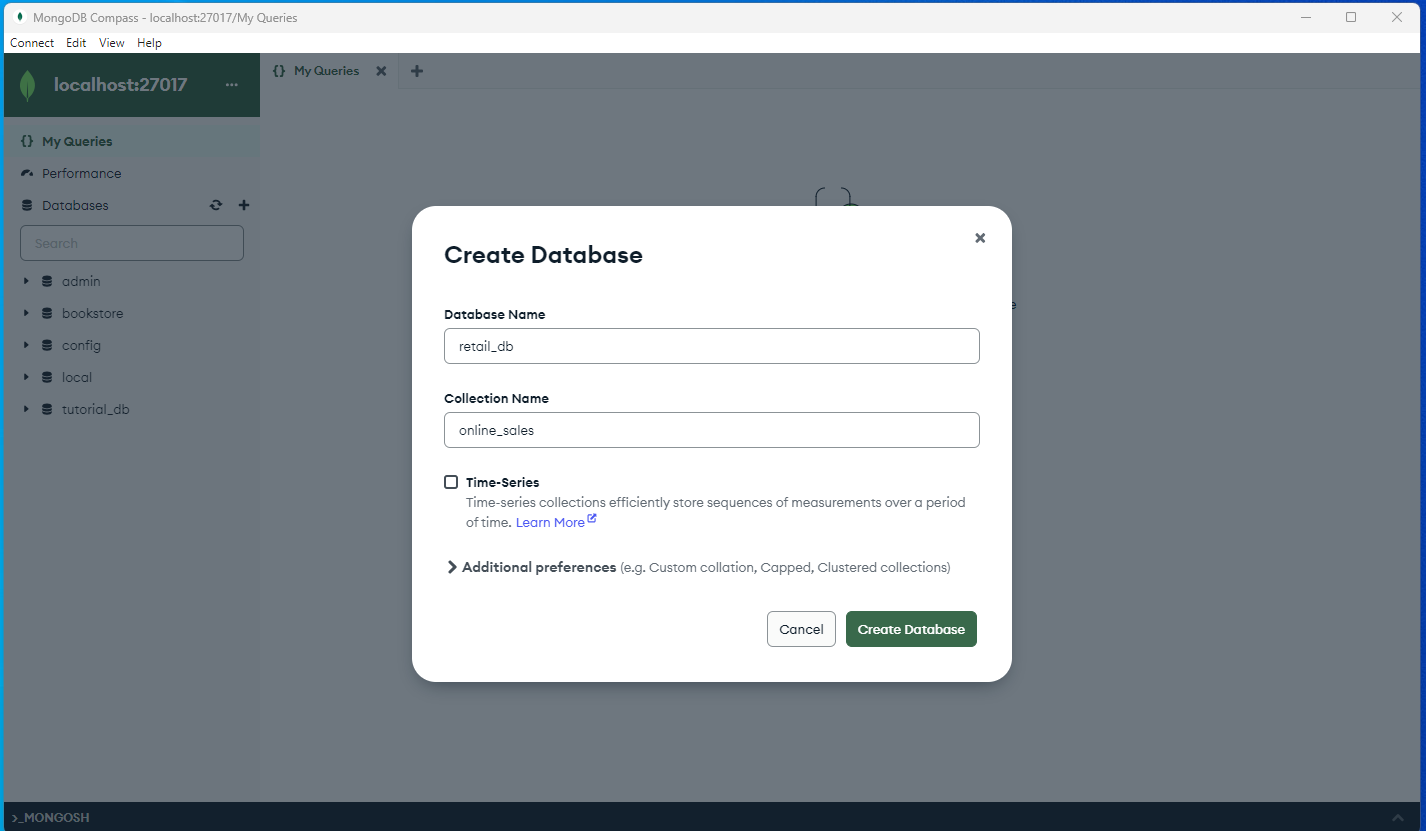 MongoDB Compass - localhost:27017/My Queries
Connect Edit View Help
localhost:27017 ...
{} My Queries
{} My Queries
Performance
Databases
Search
admin
bookstore
config
local
tutorial_db
Create Database
Database Name
retail_db
Collection Name
online_sales
Time-Series
Time-series collections efficiently store sequences of measurements over a period
of time. Learn More
Additional preferences (e.g. Custom collation, Capped, Clustered collections)
Cancel Create Database
>_MONGOSH